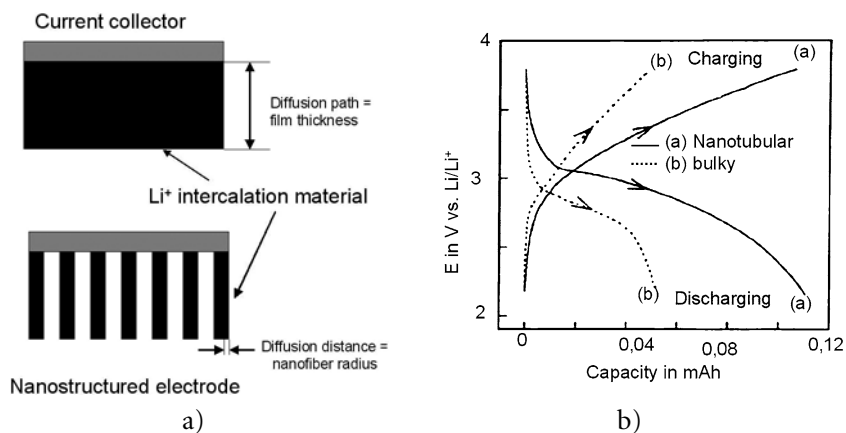 Current collector
Diffusion path =
film thickness
Li⁺ intercalation material
Diffusion distance =
nanofiber radius
Nanostructured electrode
a)
4
3
2
E in V vs. Li/Li⁺
(b) Charging (a)
(a) Nanotubular
(b) bulky
(b) Discharging (a)
0 0,04 0,08 0,12
Capacity in mAh
b)